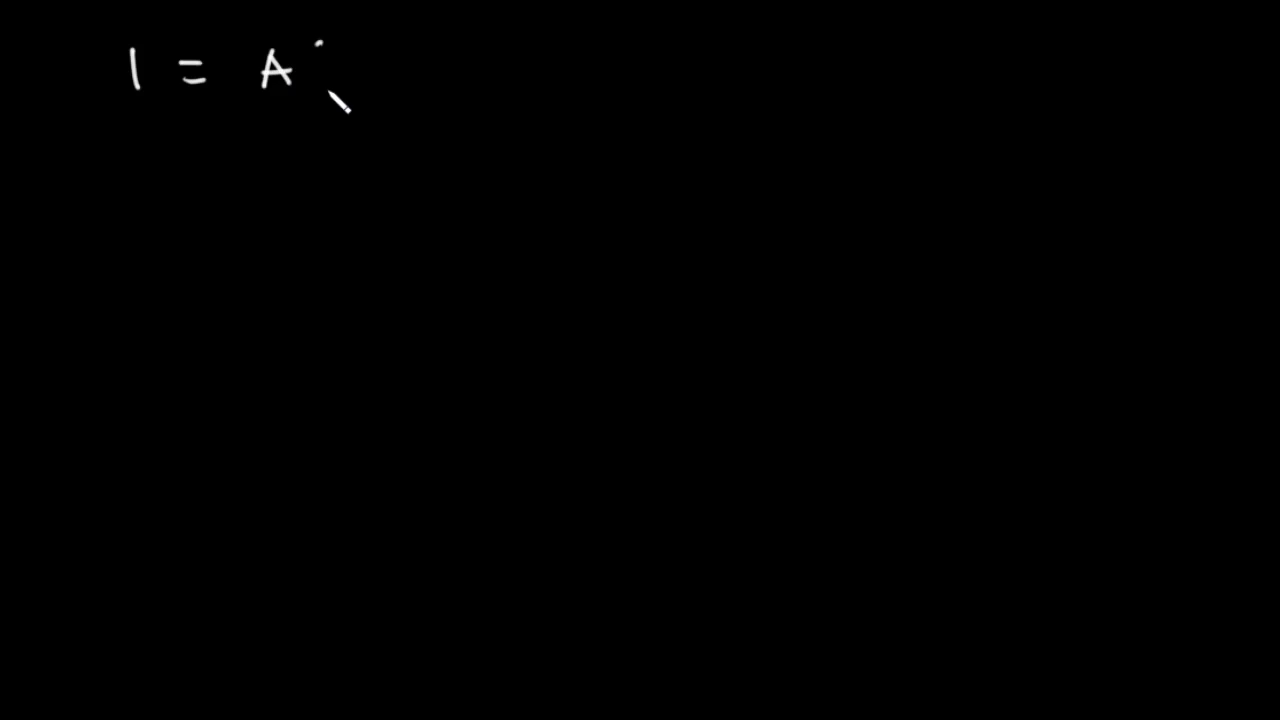 1 = A